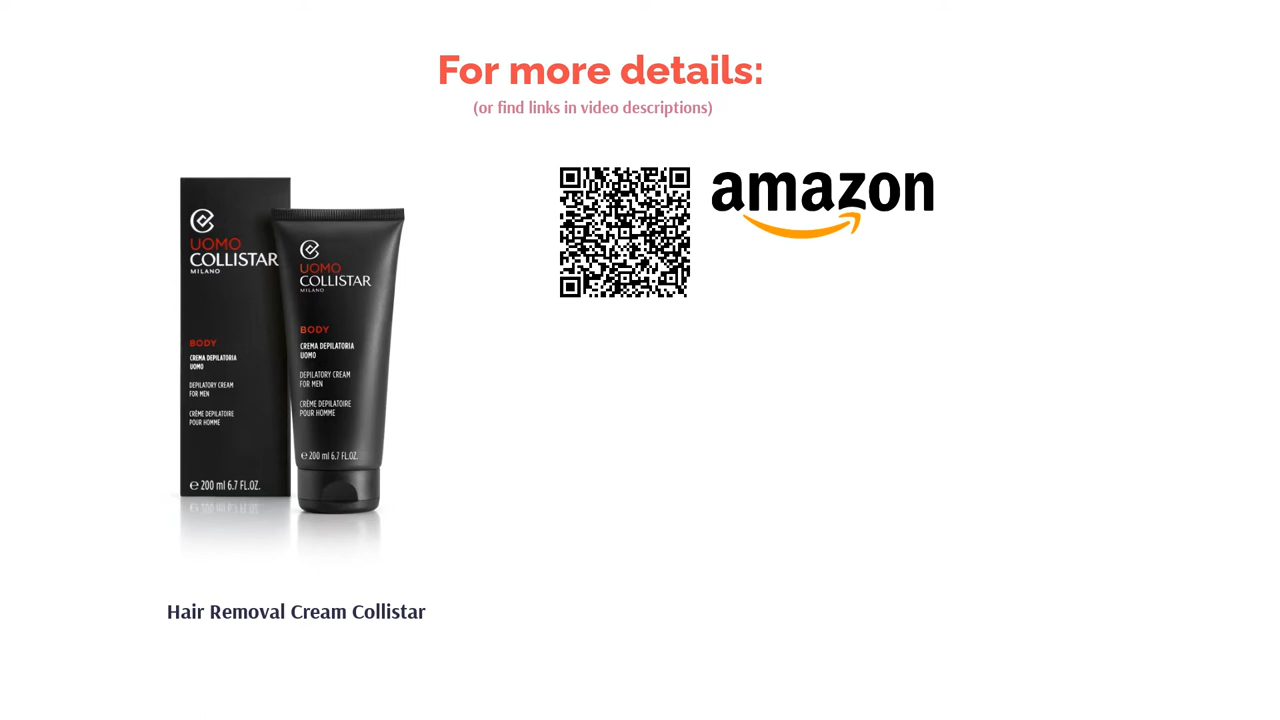 For more details:
(or find links in video descriptions)
amazon
UOMO
COLLISTAR
MILANO
BODY
CREMA DEPILATORIA
UOMO
DEPILATORY CREAM
FOR MEN
CRÈME DEPILATOIRE
POUR HOMME
℮ 200 ml 6.7 FL.OZ.
UOMO
COLLISTAR
MILANO
BODY
CREMA DEPILATORIA
UOMO
DEPILATORY CREAM
FOR MEN
CRÈME DEPILATOIRE
POUR HOMME
℮ 200 ml 6.7 FL.OZ.
Hair Removal Cream Collistar